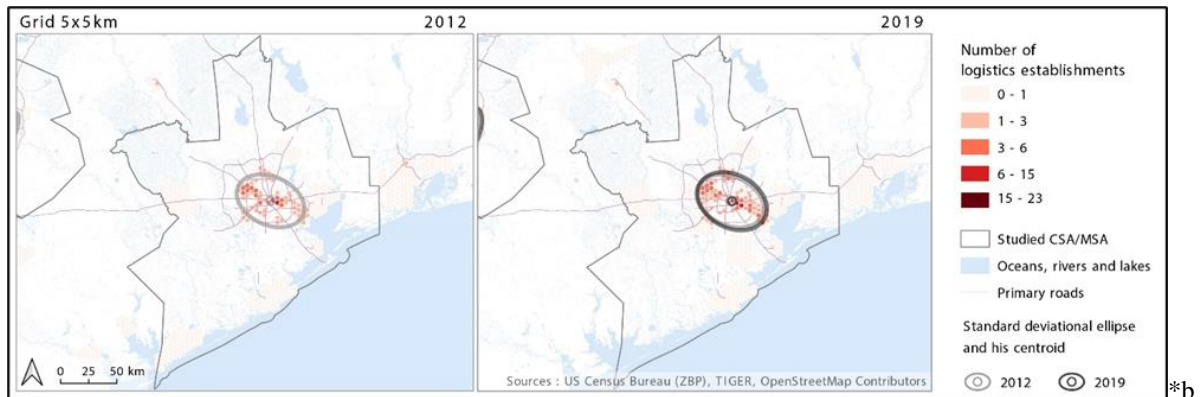 Grid 5x5km
2012
2019
Number of
logistics establishments
0 - 1
1 - 3
3 - 6
6 - 15
15 - 23
Studied CSA/MSA
Oceans, rivers and lakes
Primary roads
Standard deviational ellipse
and his centroid
2012
2019
0 25 50 km
Sources : US Census Bureau (ZBP), TIGER, OpenStreetMap Contributors
*b